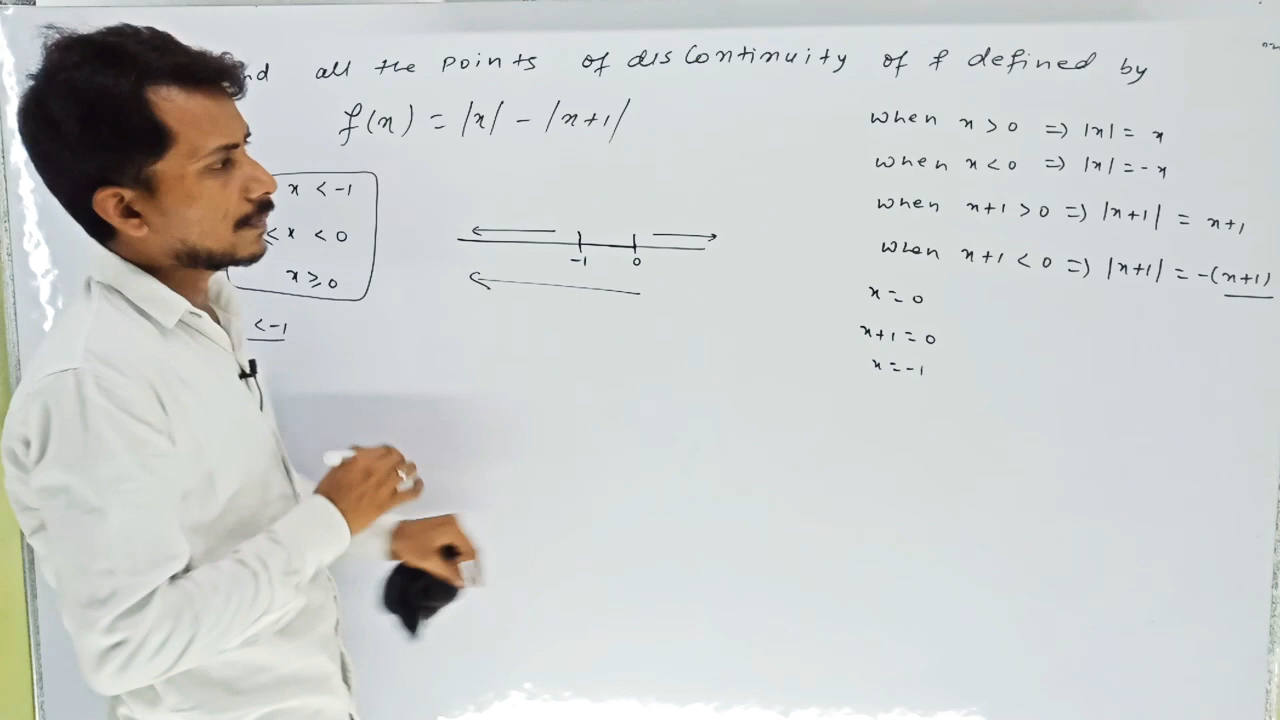 all the points of discontinuity of f defined by
f(x) = |x| - |x+1|
x < -1
< x < 0
x ≥ 0
< -1
-1 0
when x > 0 ⇒ |x| = x
when x < 0 ⇒ |x| = -x
when x+1 > 0 ⇒ |x+1| = x+1
when x+1 < 0 ⇒ |x+1| = -(x+1)
x = 0
x+1 = 0
x = -1